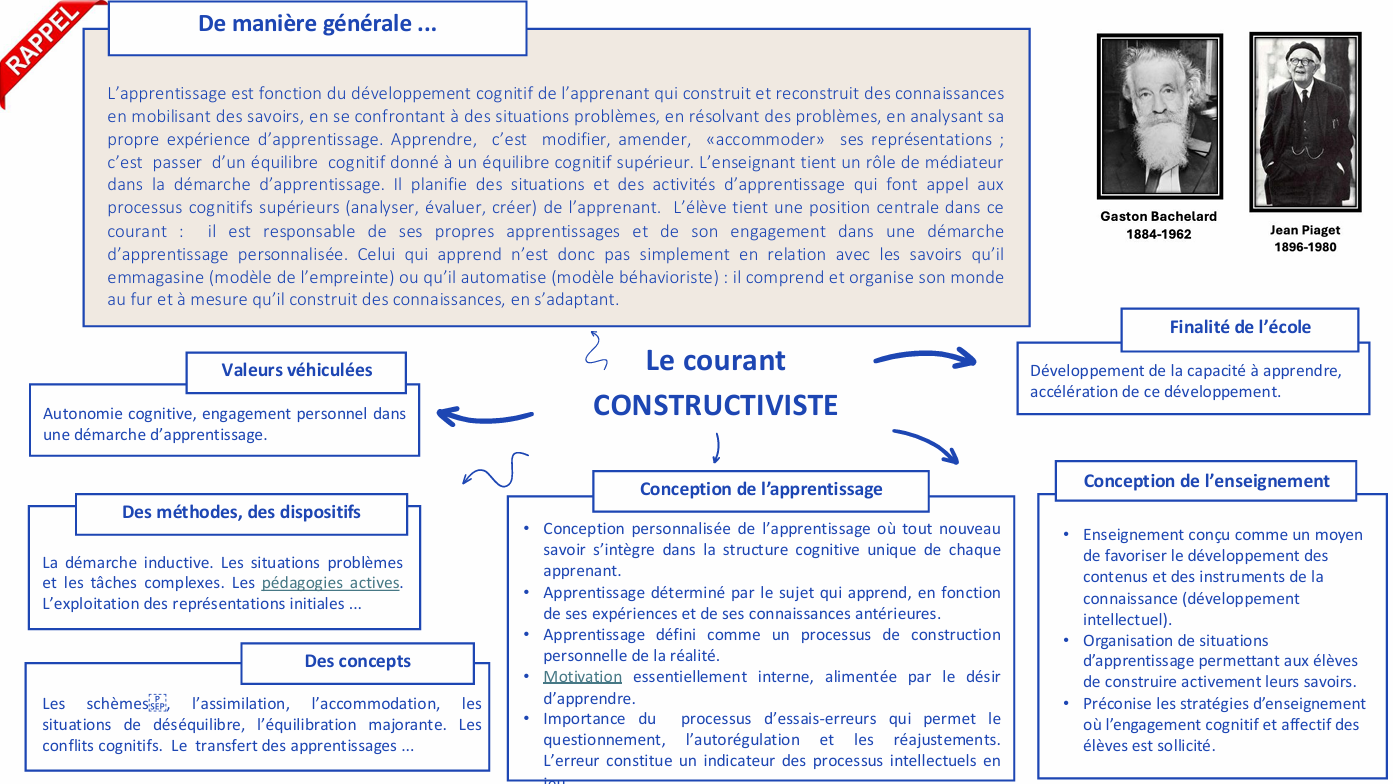 RAPPEL
De manière générale ...
L’apprentissage est fonction du développement cognitif de l’apprenant qui construit et reconstruit des connaissances
en mobilisant des savoirs, en se confrontant à des situations problèmes, en résolvant des problèmes, en analysant sa
propre expérience d’apprentissage. Apprendre, c’est modifier, amender, «accommoder» ses représentations ;
c’est passer d’un équilibre cognitif donné à un équilibre cognitif supérieur. L’enseignant tient un rôle de médiateur
dans la démarche d’apprentissage. Il planifie des situations et des activités d’apprentissage qui font appel aux
processus cognitifs supérieurs (analyser, évaluer, créer) de l’apprenant. L’élève tient une position centrale dans ce
courant : il est responsable de ses propres apprentissages et de son engagement dans une démarche
d’apprentissage personnalisée. Celui qui apprend n’est donc pas simplement en relation avec les savoirs qu’il
emmagasine (modèle de l’empreinte) ou qu’il automatise (modèle béhavioriste) : il comprend et organise son monde
au fur et à mesure qu’il construit des connaissances, en s’adaptant.
Gaston Bachelard
1884-1962
Jean Piaget
1896-1980
Le courant
CONSTRUCTIVISTE
Finalité de l’école
Développement de la capacité à apprendre,
accélération de ce développement.
Valeurs véhiculées
Autonomie cognitive, engagement personnel dans
une démarche d’apprentissage.
Des méthodes, des dispositifs
La démarche inductive. Les situations problèmes
et les tâches complexes. Les pédagogies actives.
L’exploitation des représentations initiales ...
Des concepts
Les schèmes, l’assimilation, l’accommodation, les
situations de déséquilibre, l’équilibration majorante. Les
conflits cognitifs. Le transfert des apprentissages ...
Conception de l’apprentissage
• Conception personnalisée de l’apprentissage où tout nouveau
savoir s’intègre dans la structure cognitive unique de chaque
apprenant.
• Apprentissage déterminé par le sujet qui apprend, en fonction
de ses expériences et de ses connaissances antérieures.
• Apprentissage défini comme un processus de construction
personnelle de la réalité.
• Motivation essentiellement interne, alimentée par le désir
d’apprendre.
• Importance du processus d’essais-erreurs qui permet le
questionnement, l’autorégulation et les réajustements.
L’erreur constitue un indicateur des processus intellectuels en
Conception de l’enseignement
• Enseignement conçu comme un moyen
de favoriser le développement des
contenus et des instruments de la
connaissance (développement
intellectuel).
• Organisation de situations
d’apprentissage permettant aux élèves
de construire activement leurs savoirs.
• Préconise les stratégies d’enseignement
où l’engagement cognitif et affectif des
élèves est sollicité.